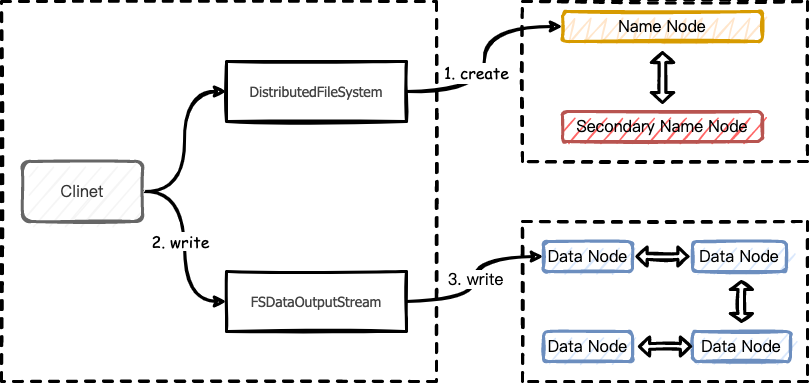 Name Node
DistributedFileSystem
1. create
Secondary Name Node
Clinet
2. write
Data Node
Data Node
3. write
FSDataOutputStream
Data Node
Data Node